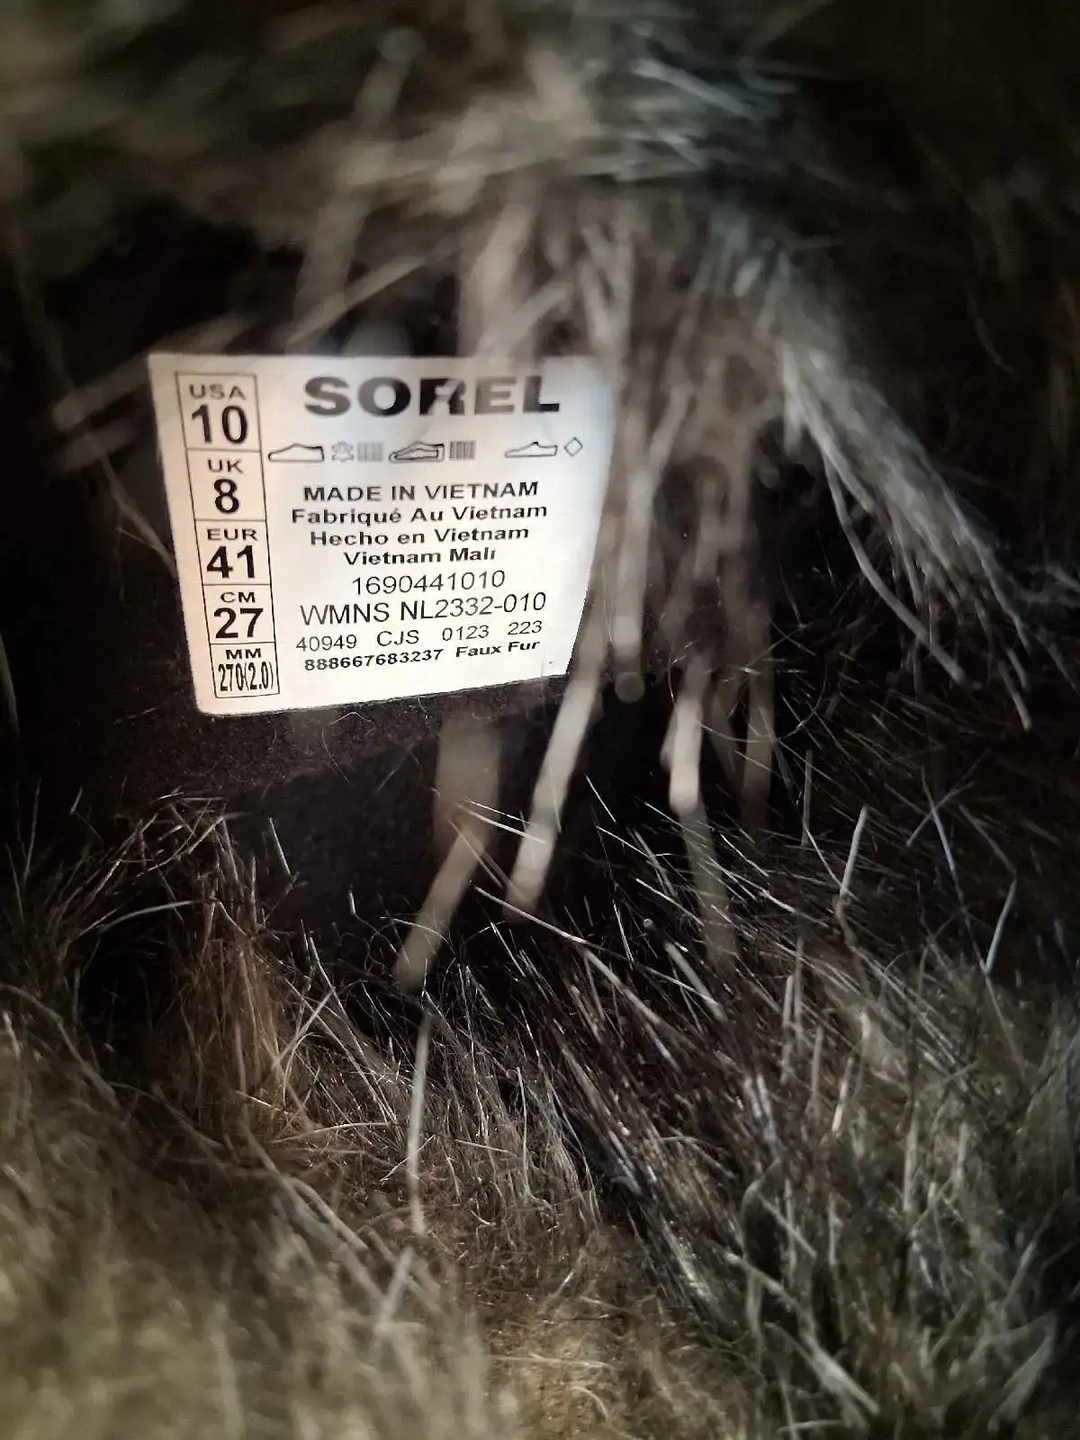 USA
10
UK
8
EUR
41
CM
27
MM
270(2.0)
SOREL
MADE IN VIETNAM
Fabriqué Au Vietnam
Hecho en Vietnam
Vietnam Malı
1690441010
WMNS NL2332-010
40949 CJS 0123 223
888667683237 Faux Fur